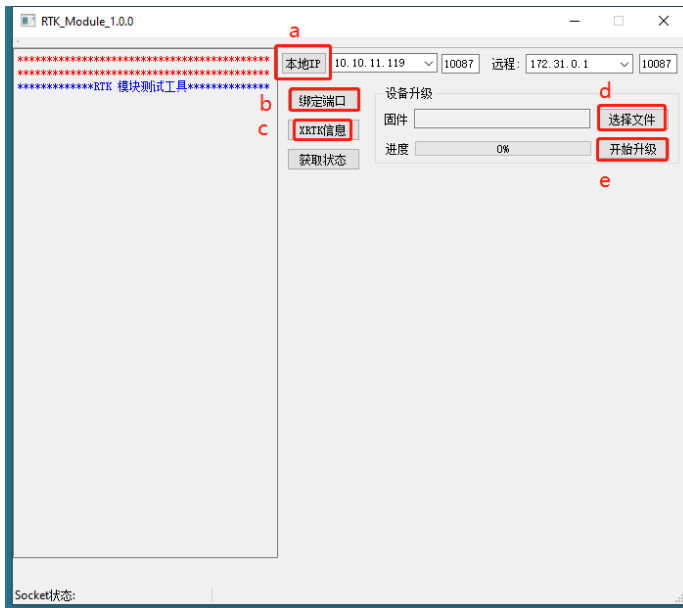 RTK_Module_1.0.0
a
*******************************************
*******************************************
*************RTK 模块测试工具**************
本地IP 10.10.11.119 10087 远程: 172.31.0.1 10087
b 绑定端口 设备升级 d
固件 选择文件
c XRTK信息
进度 0% 开始升级
获取状态
e
Socket状态: